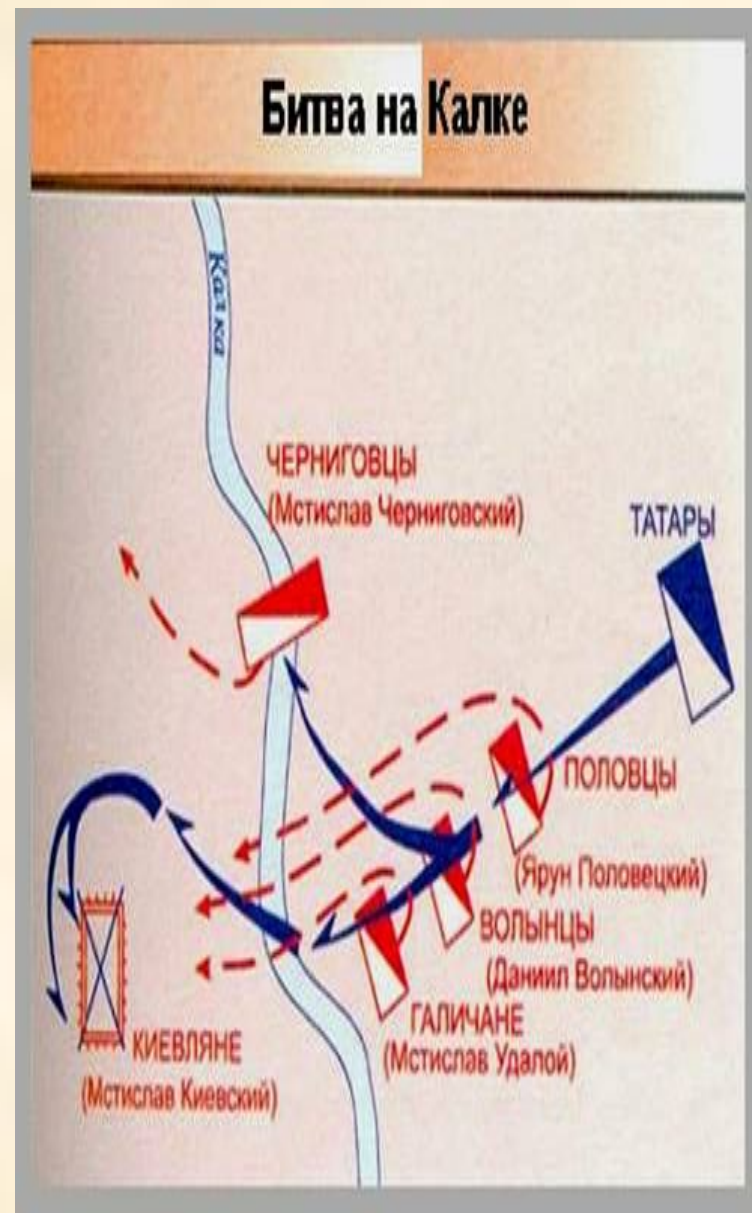 Битва на Калке
Калка
ЧЕРНИГОВЦЫ
(Мстислав Черниговский)
ТАТАРЫ
ПОЛОВЦЫ
(Ярун Половецкий)
ВОЛЫНЦЫ
(Даниил Волынский)
ГАЛИЧАНЕ
(Мстислав Удалой)
КИЕВЛЯНЕ
(Мстислав Киевский)